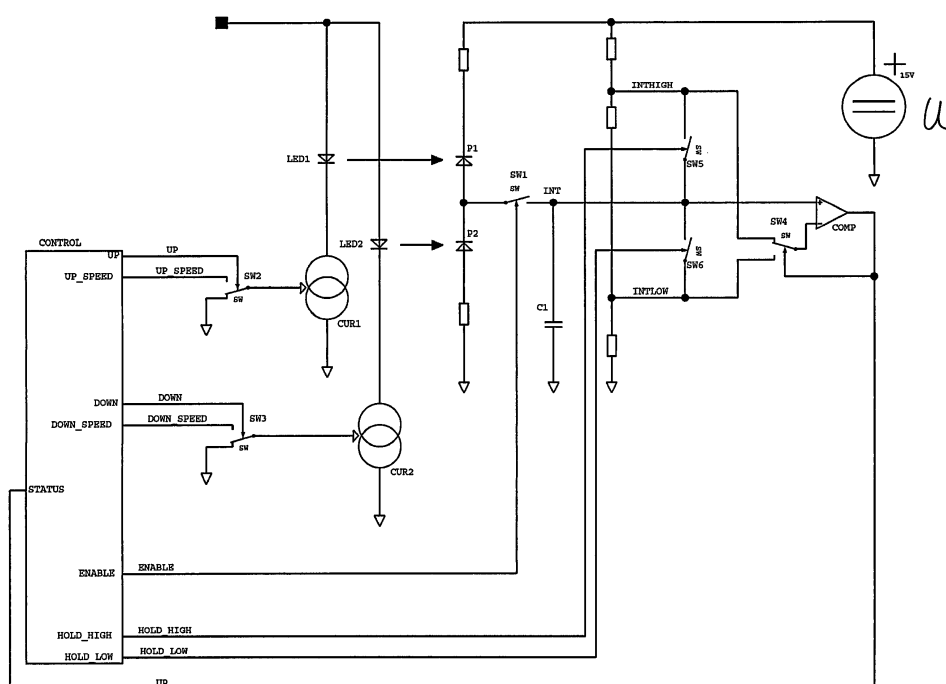 +
15V
INTHIGH
LED1
P1
SW
SW5
SW1
SW
INT
CONTROL
UP
UP
LED2
P2
SW4
SW
+
-
COMP
UP_SPEED
UP_SPEED
SW2
SW
SW
SW6
INTLOW
CUR1
C1
DOWN
DOWN
DOWN_SPEED
DOWN_SPEED
SW3
SW
CUR2
STATUS
ENABLE
ENABLE
HOLD_HIGH
HOLD_HIGH
HOLD_LOW
HOLD_LOW
UP